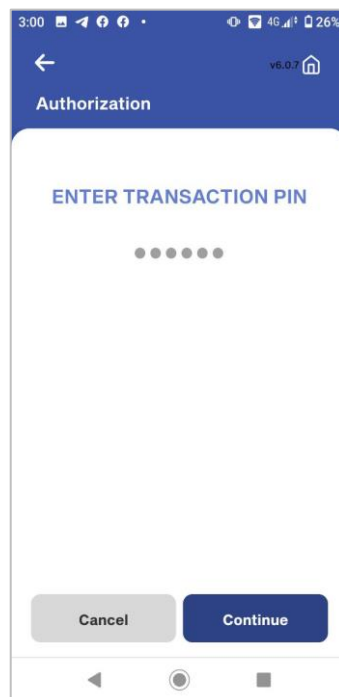 3:00 4G 26%
v6.0.7
Authorization
ENTER TRANSACTION PIN
Cancel Continue